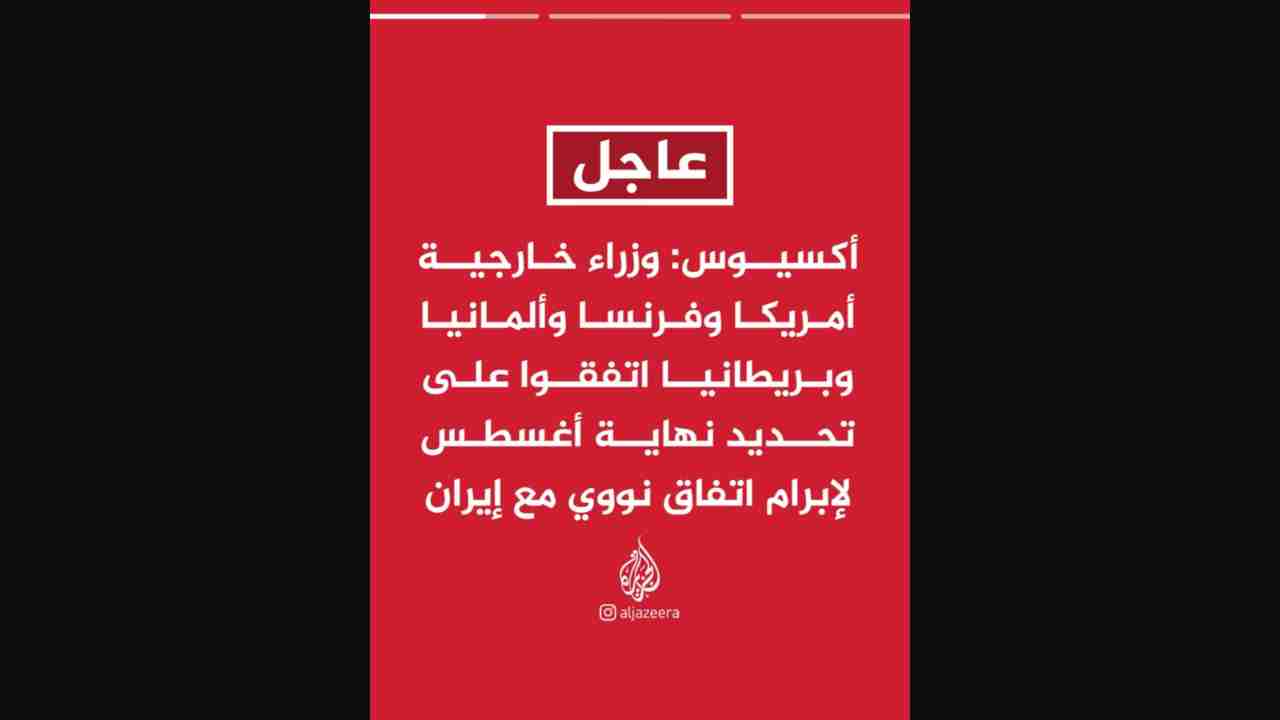 عاجل
أكسيوس: وزراء خارجية
أمريكا وفرنسا وألمانيا
وبريطانيا اتفقوا على
تحديد نهاية أغسطس
لإبرام اتفاق نووي مع إيران
الجزيرة
aljazeera